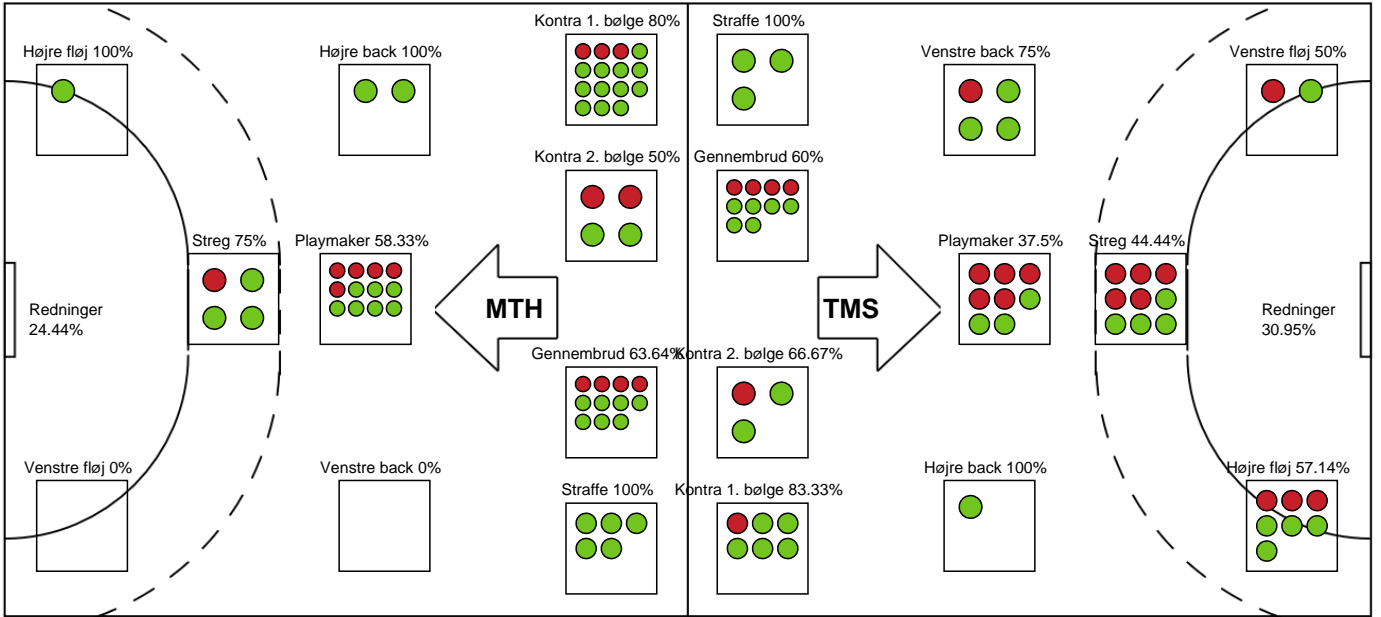 Kontra 1. bølge 80%
Straffe 100%
Højre fløj 100%
Højre back 100%
Venstre back 75%
Venstre fløj 50%
Kontra 2. bølge 50%
Gennembrud 60%
Streg 75%
Playmaker 58.33%
Playmaker 37.5%
Streg 44.44%
Redninger
24.44%
MTH
TMS
Redninger
30.95%
Gennembrud 63.64%
Kontra 2. bølge 66.67%
Venstre fløj 0%
Venstre back 0%
Højre back 100%
Højre fløj 57.14%
Straffe 100%
Kontra 1. bølge 83.33%